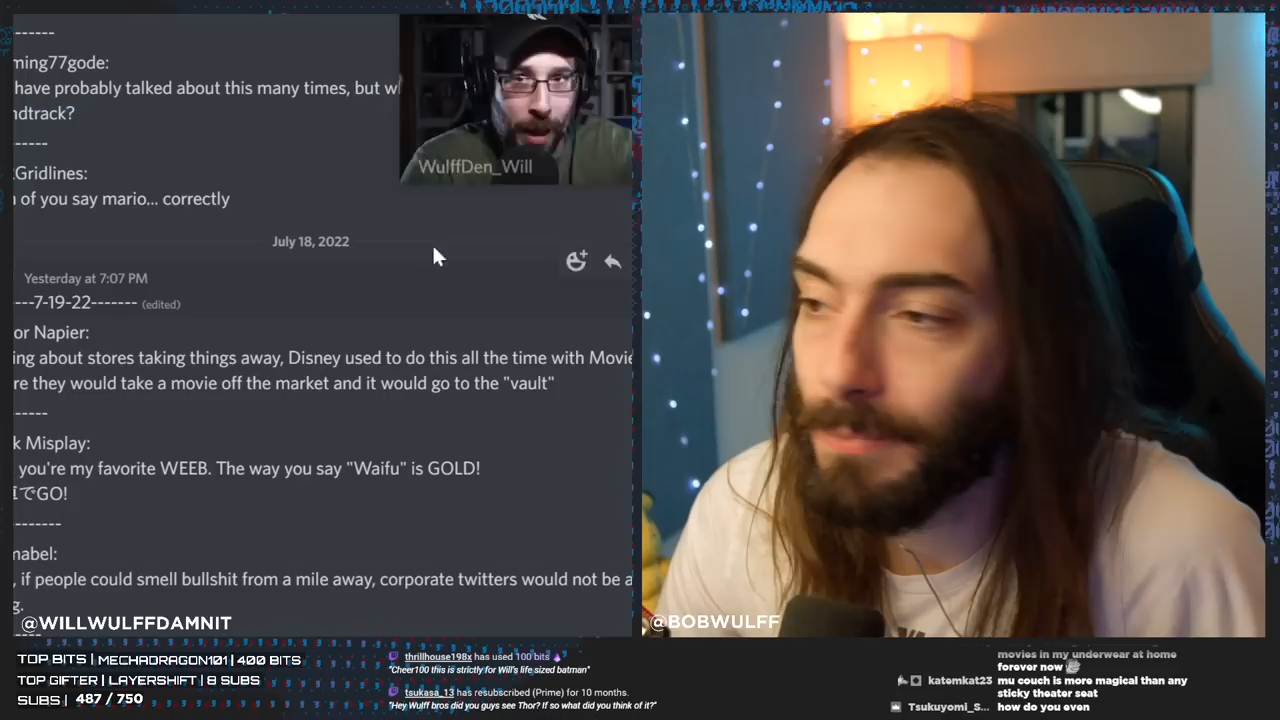 ming77gode:
have probably talked about this many times, but
ndtrack?
Gridlines:
of you say mario... correctly
WulffDen_Will
July 18, 2022
Yesterday at 7:07 PM
----7-19-22------- (edited)
or Napier:
ing about stores taking things away, Disney used to do this all the time with Movie
re they would take a movie off the market and it would go to the "vault"
k Misplay:
you're my favorite WEEB. The way you say "Waifu" is GOLD!
でGO!
nabel:
, if people could smell bullshit from a mile away, corporate twitters would not be a
g.
@WILLWULFFDAMNIT
@BOBWULFF
TOP BITS | MECHADRAGON101 | 400 BITS
TOP GIFTER | LAYERSHIFT | 8 SUBS
SUBS | 487 / 750
thrillhouse198x has used 100 bits
"Cheer100 this is strictly for Will's life sized batman"
tsukasa_13 has resubscribed (Prime) for 10 months.
"Hey Wulff bros did you guys see Thor? If so what did you think of it?"
movies in my underwear at home
forever now
katemkat23 mu couch is more magical than any
sticky theater seat
Tsukuyomi_S... how do you even